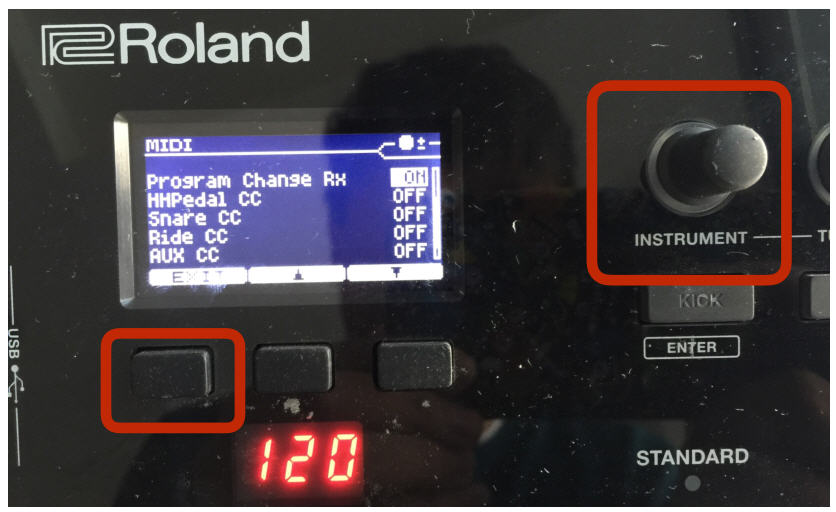 Roland
MIDI
Program Change Rx ON
HHPedal CC OFF
Snare CC OFF
Ride CC OFF
AUX CC OFF
EXIT
INSTRUMENT
KICK
ENTER
USB
120
STANDARD